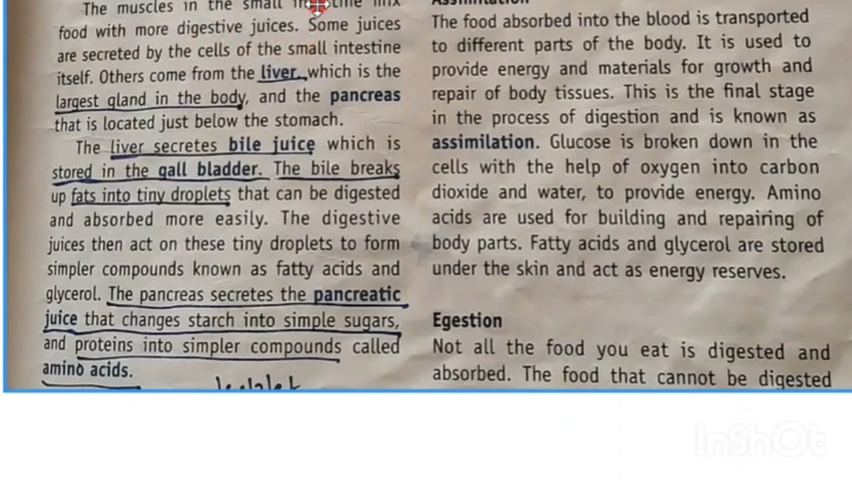 The muscles in the small intestine mix
food with more digestive juices. Some juices
are secreted by the cells of the small intestine
itself. Others come from the liver, which is the
largest gland in the body, and the pancreas
that is located just below the stomach.
The liver secretes bile juice which is
stored in the gall bladder. The bile breaks
up fats into tiny droplets that can be digested
and absorbed more easily. The digestive
juices then act on these tiny droplets to form
simpler compounds known as fatty acids and
glycerol. The pancreas secretes the pancreatic
juice that changes starch into simple sugars,
and proteins into simpler compounds called
amino acids.
Assimilation
The food absorbed into the blood is transported
to different parts of the body. It is used to
provide energy and materials for growth and
repair of body tissues. This is the final stage
in the process of digestion and is known as
assimilation. Glucose is broken down in the
cells with the help of oxygen into carbon
dioxide and water, to provide energy. Amino
acids are used for building and repairing of
body parts. Fatty acids and glycerol are stored
under the skin and act as energy reserves.
Egestion
Not all the food you eat is digested and
absorbed. The food that cannot be digested
InShOt